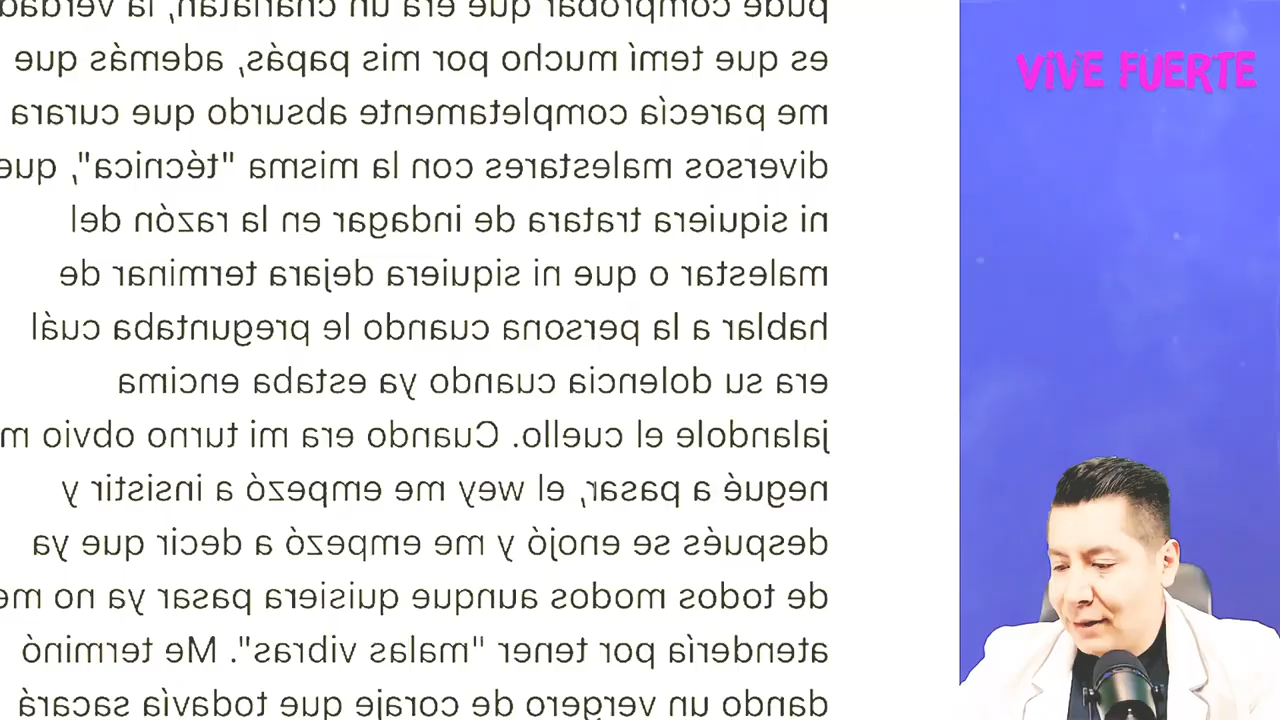 pude comprobar que era un charlatán, la verdad
es que temí mucho por mis papás, además que
me parecía completamente absurdo que curara
diversos malestares con la misma "técnica", que
ni siquiera tratara de indagar en la razón del
malestar o que ni siquiera dejara terminar de
hablar a la persona cuando le preguntaba cuál
era su dolencia cuando ya estaba encima
jalandole el cuello. Cuando era mi turno obvio m
negué a pasar, el wey me empezó a insistir y
después se enojó y me empezó a decir que ya
de todos modos aunque quisiera pasar ya no me
atendería por tener "malas vibras". Me terminó
dando un vergero de coraje que todavía sacará
VIVE FUERTE